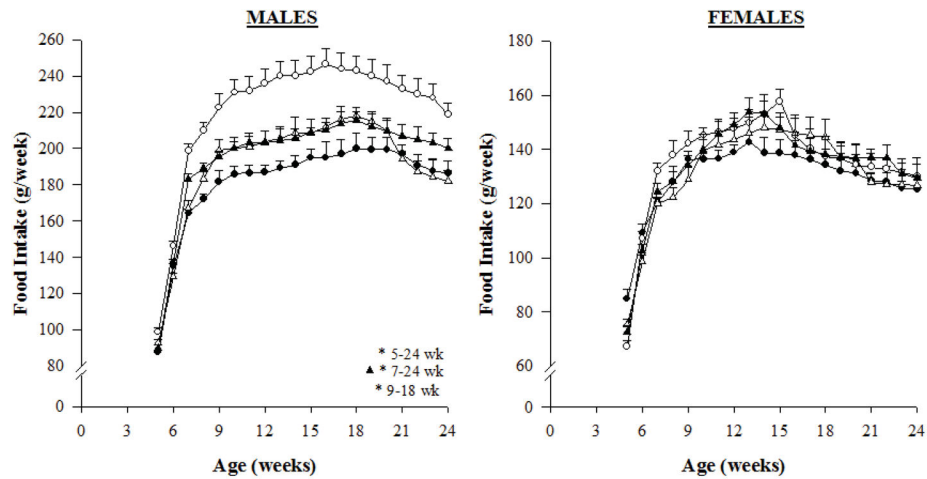 MALES
260
240
220
200
180
160
140
120
100
80
0
Food Intake (g/week)
* 5-24 wk
▲ * 7-24 wk
* 9-18 wk
0 3 6 9 12 15 18 21 24
Age (weeks)
FEMALES
180
160
140
120
100
80
60
0
Food Intake (g/week)
0 3 6 9 12 15 18 21 24
Age (weeks)